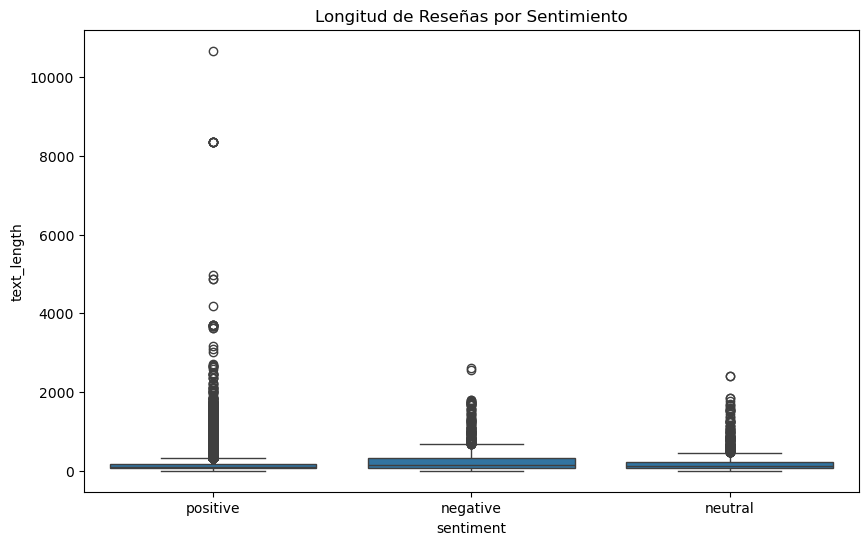 Longitud de Reseñas por Sentimiento
10000
8000
6000
4000
2000
0
text_length
positive
negative
neutral
sentiment